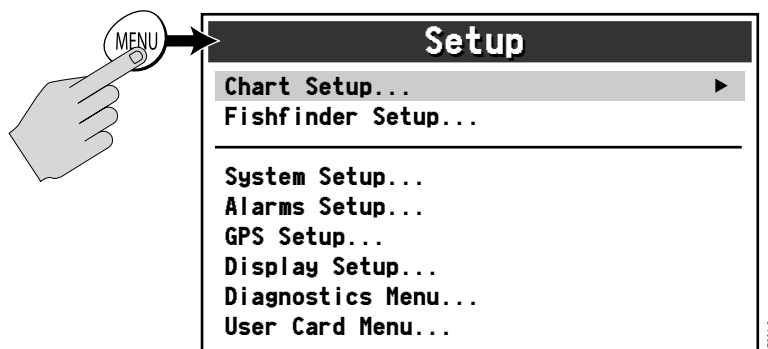 MENU
Setup
Chart Setup...
Fishfinder Setup...
System Setup...
Alarms Setup...
GPS Setup...
Display Setup...
Diagnostics Menu...
User Card Menu...